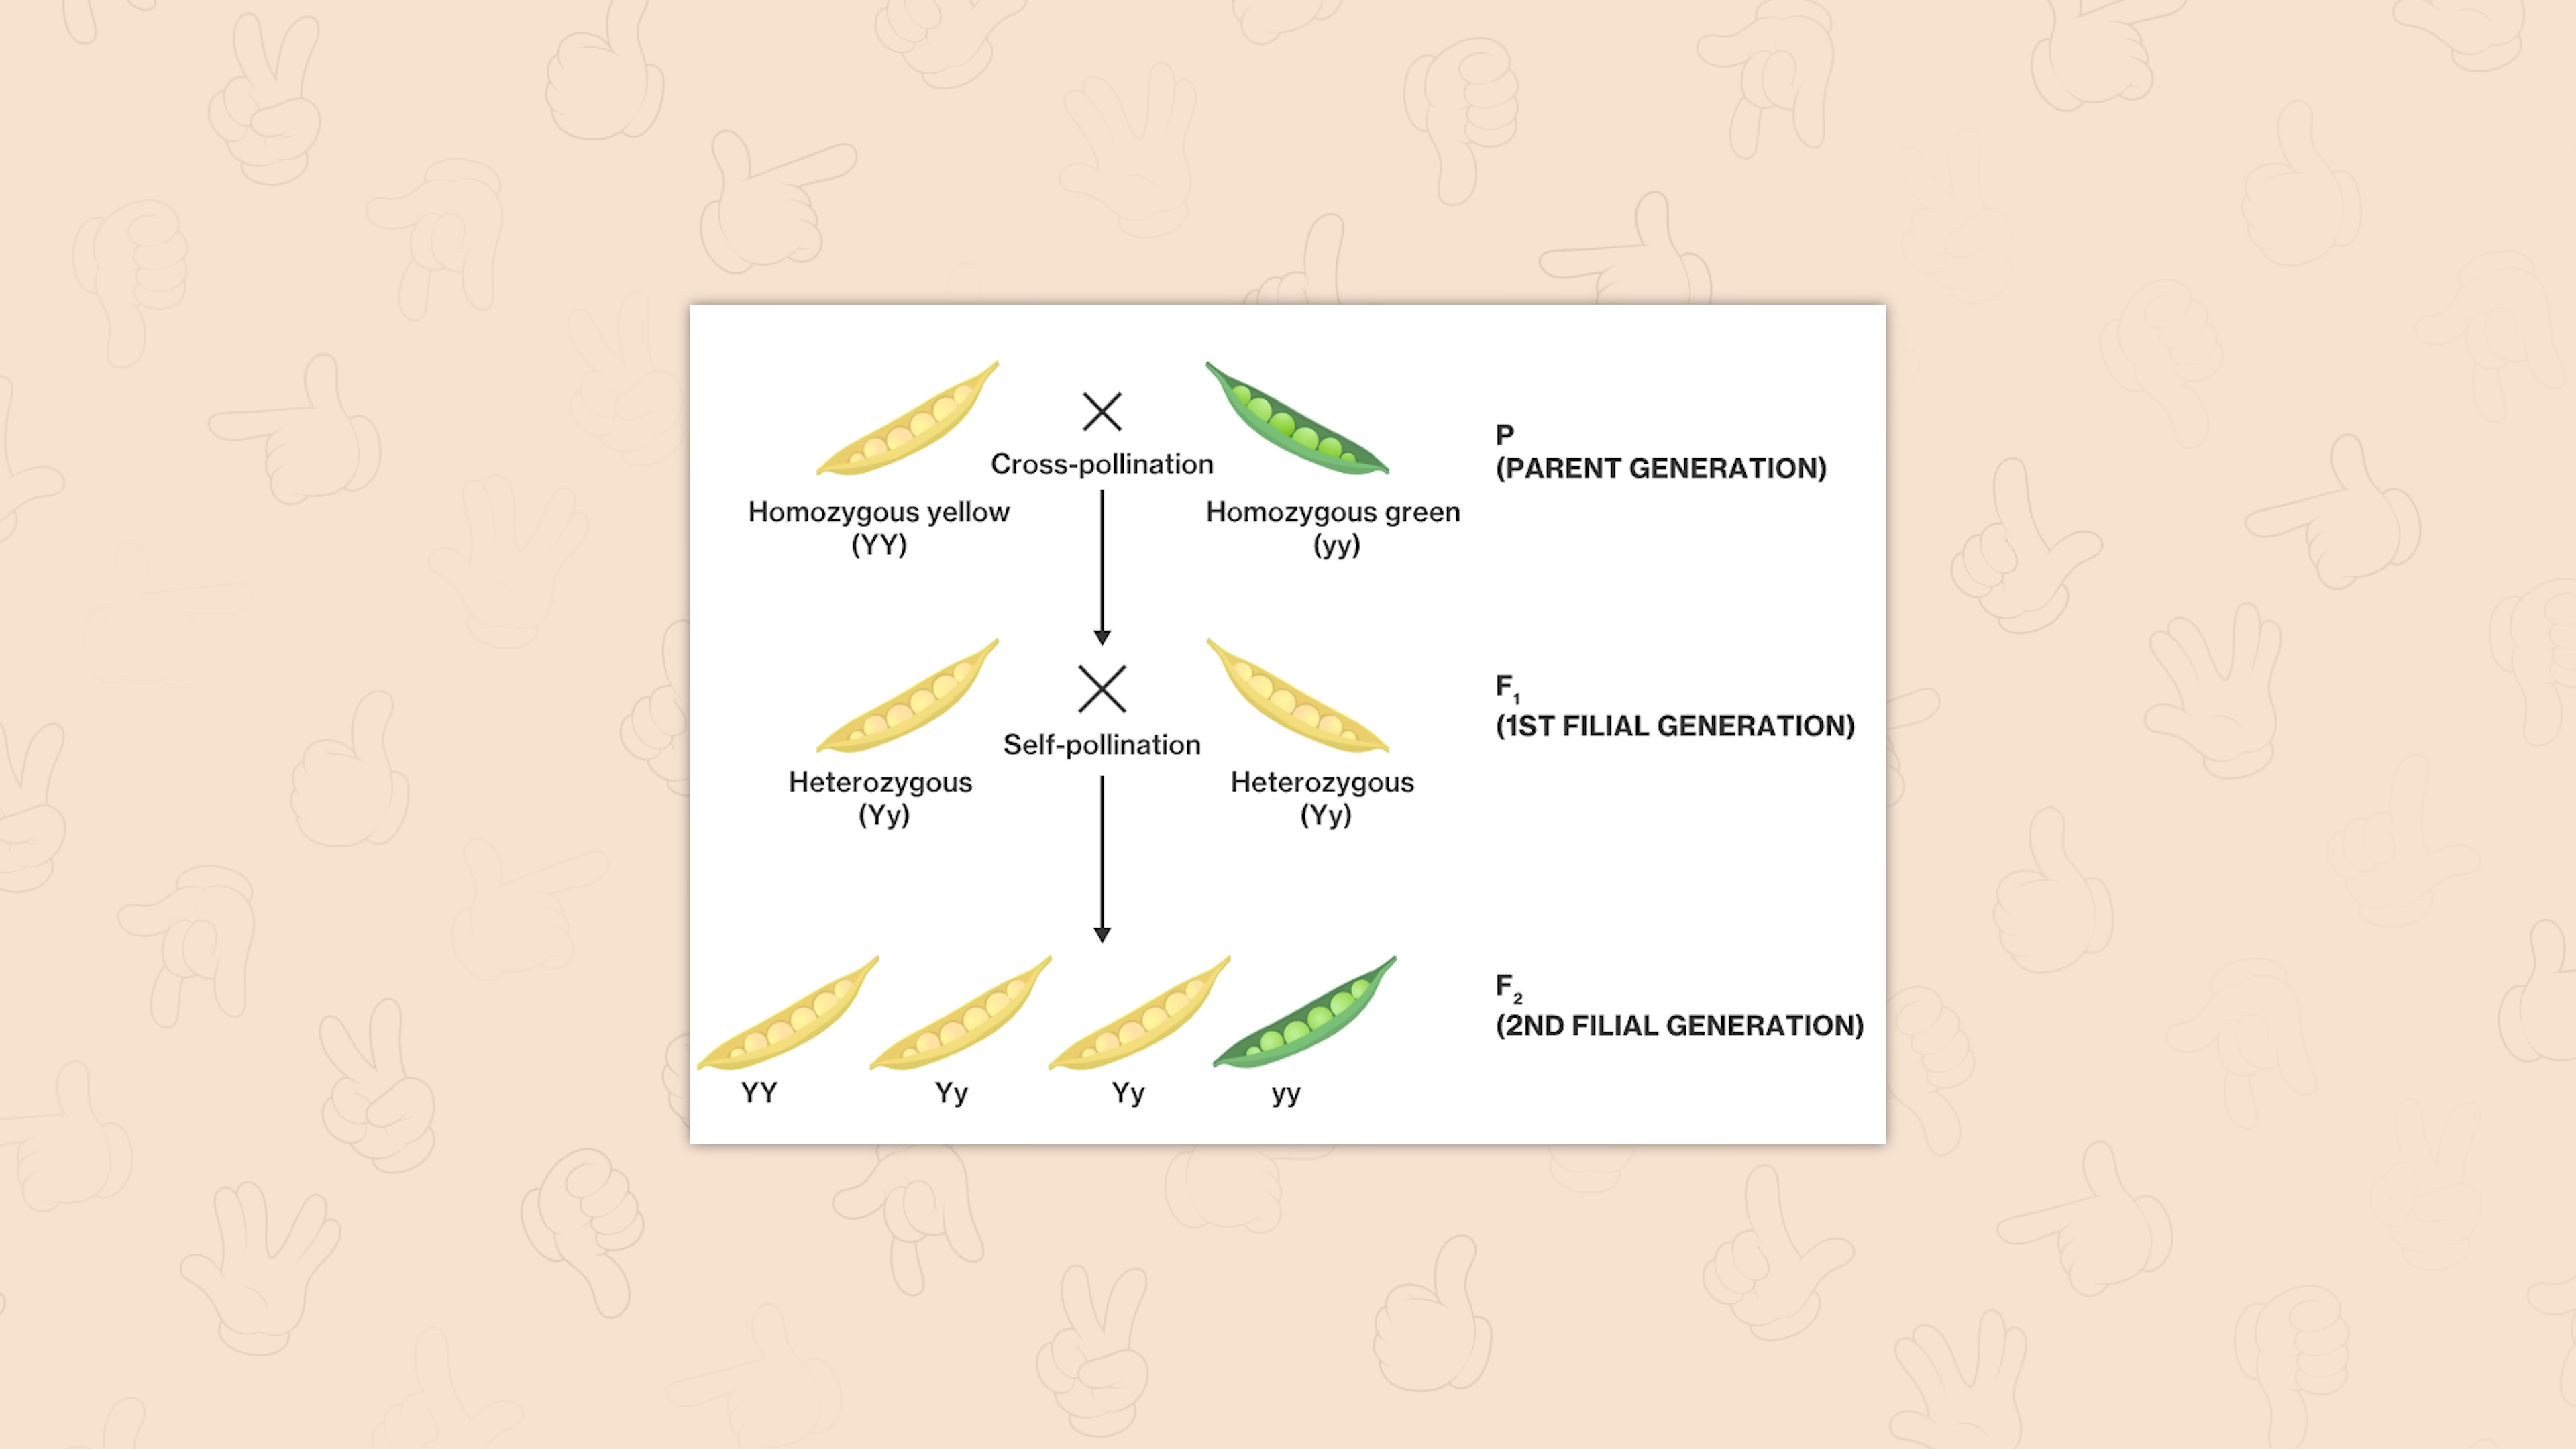 Cross-pollination
Homozygous yellow
(YY)
Homozygous green
(yy)
P
(PARENT GENERATION)
Self-pollination
Heterozygous
(Yy)
Heterozygous
(Yy)
F₁
(1ST FILIAL GENERATION)
YY
Yy
Yy
yy
F₂
(2ND FILIAL GENERATION)